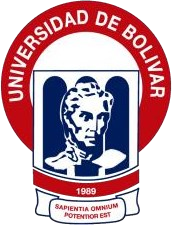 UNIVERSIDAD DE BOLIVAR
1989
SAPIENTIA OMNIUM
POTENTIOR EST